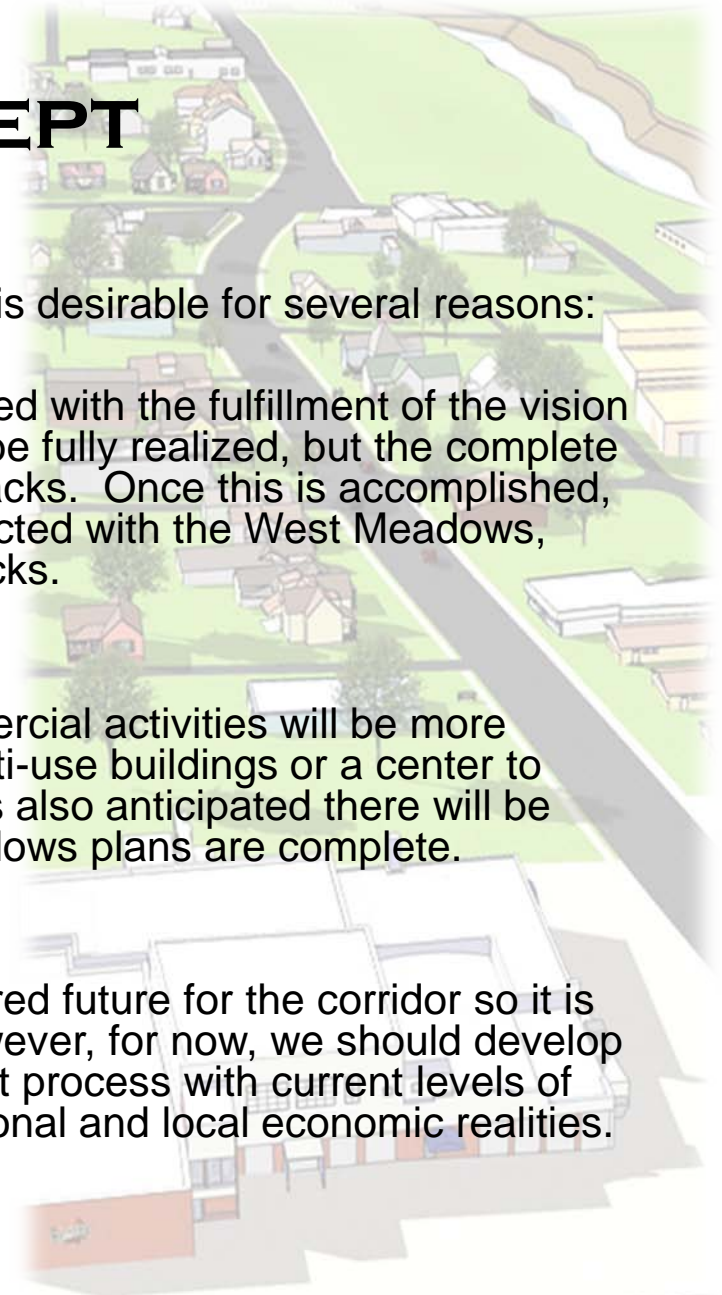 EPT
is desirable for several reasons:
ed with the fulfillment of the vision
be fully realized, but the complete
acks. Once this is accomplished,
cted with the West Meadows,
cks.
ercial activities will be more
ti-use buildings or a center to
s also anticipated there will be
lows plans are complete.
red future for the corridor so it is
wever, for now, we should develop
t process with current levels of
onal and local economic realities.